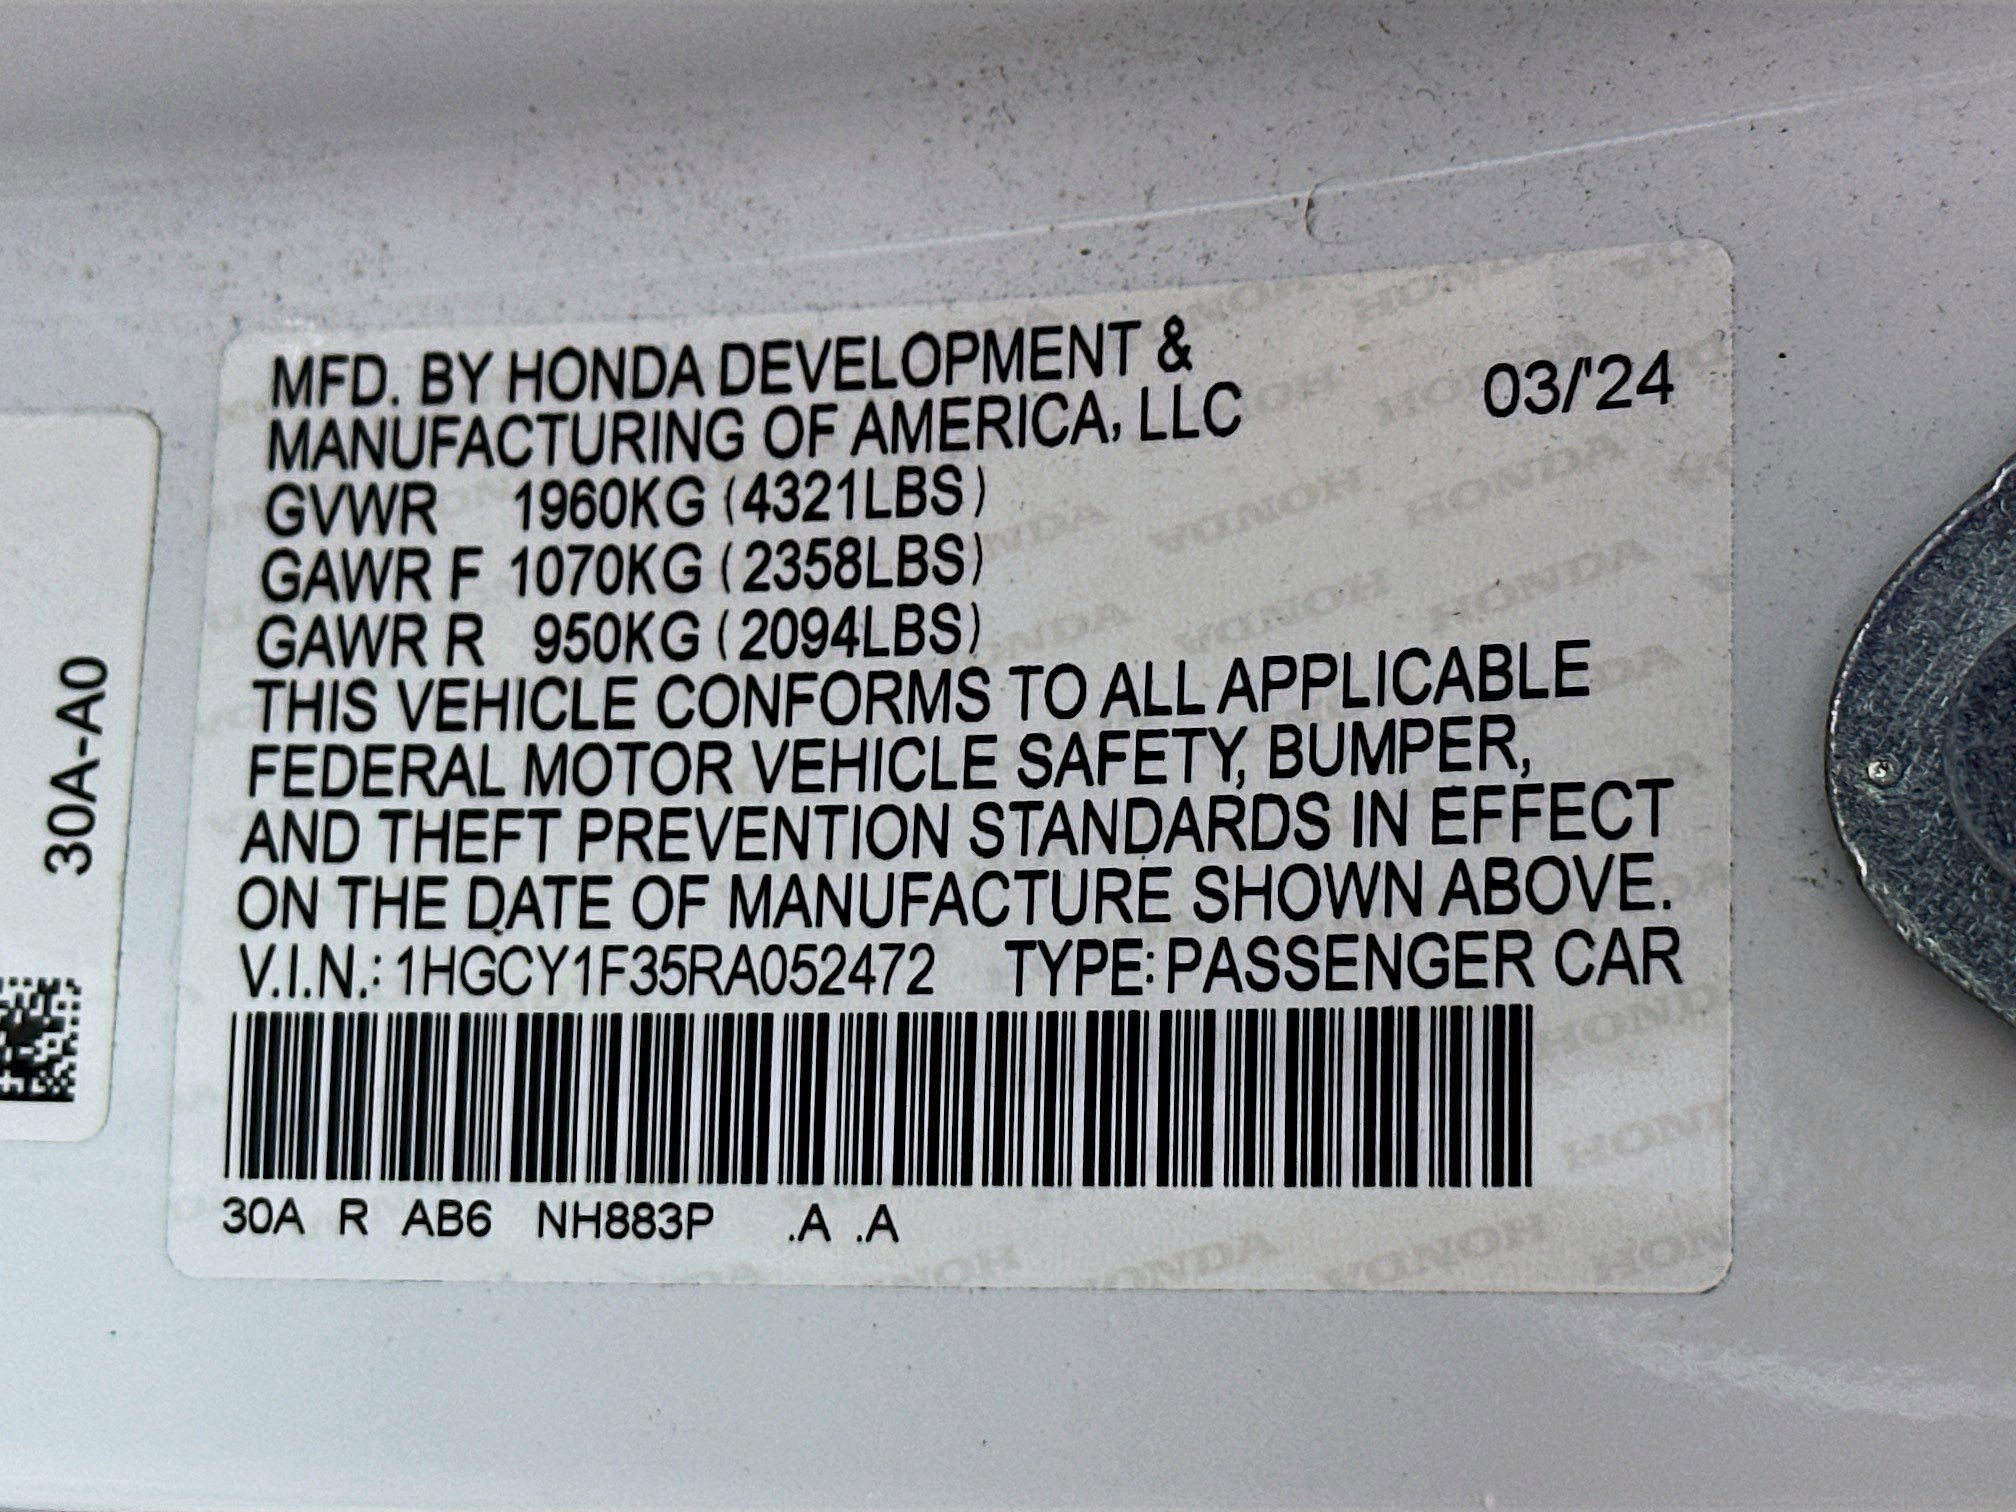 MFD. BY HONDA DEVELOPMENT &
MANUFACTURING OF AMERICA, LLC
03/'24
GVWR 1960KG (4321LBS)
GAWR F 1070KG (2358LBS)
GAWR R 950KG (2094LBS)
THIS VEHICLE CONFORMS TO ALL APPLICABLE
FEDERAL MOTOR VEHICLE SAFETY, BUMPER,
AND THEFT PREVENTION STANDARDS IN EFFECT
ON THE DATE OF MANUFACTURE SHOWN ABOVE.
V.I.N.: 1HGCY1F35RA052472 TYPE: PASSENGER CAR
30A R AB6 NH883P .A .A
30A-A0